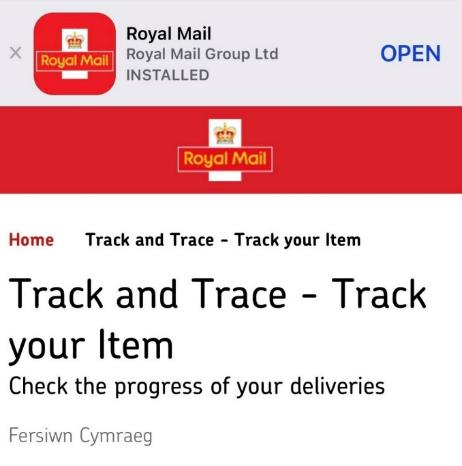 Royal Mail
Royal Mail
Royal Mail Group Ltd
INSTALLED
OPEN
Royal Mail
Home Track and Trace - Track your Item
Track and Trace - Track
your Item
Check the progress of your deliveries
Fersiwn Cymraeg